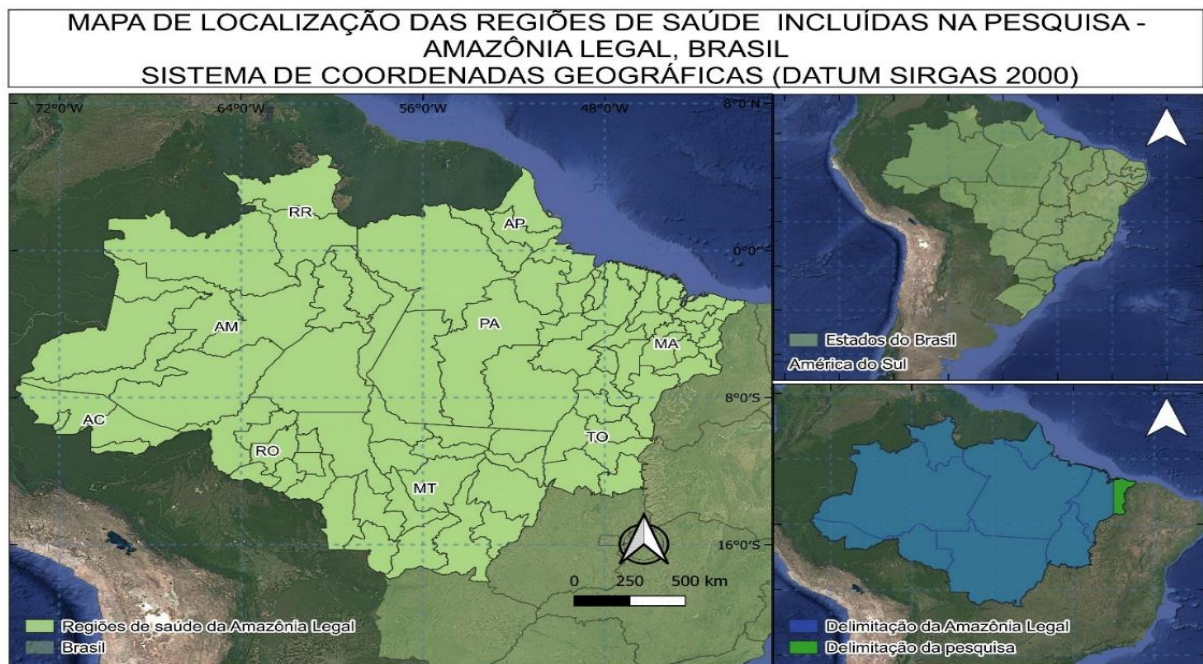 MAPA DE LOCALIZAÇÃO DAS REGIÕES DE SAÚDE INCLUÍDAS NA PESQUISA -
AMAZÔNIA LEGAL, BRASIL
SISTEMA DE COORDENADAS GEOGRÁFICAS (DATUM SIRGAS 2000)
72°0'W 64°0'W 56°0'W 48°0'W 8°0'N
RR
AP
0°0'
AM
PA
MA
8°0'S
AC
RO
TO
MT
16°0'S
0 250 500 km
Regiões de saúde da Amazônia Legal
Brasil
Estados do Brasil
América do Sul
Delimitação da Amazônia Legal
Delimitação da pesquisa